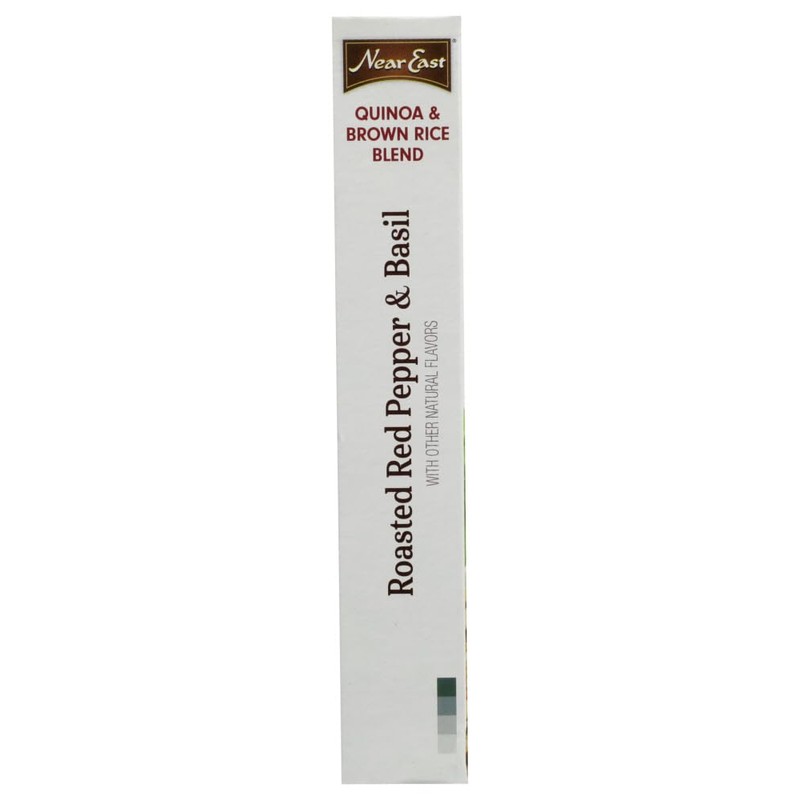 Near East
QUINOA &
BROWN RICE
BLEND
Roasted Red Pepper & Basil
WITH OTHER NATURAL FLAVORS